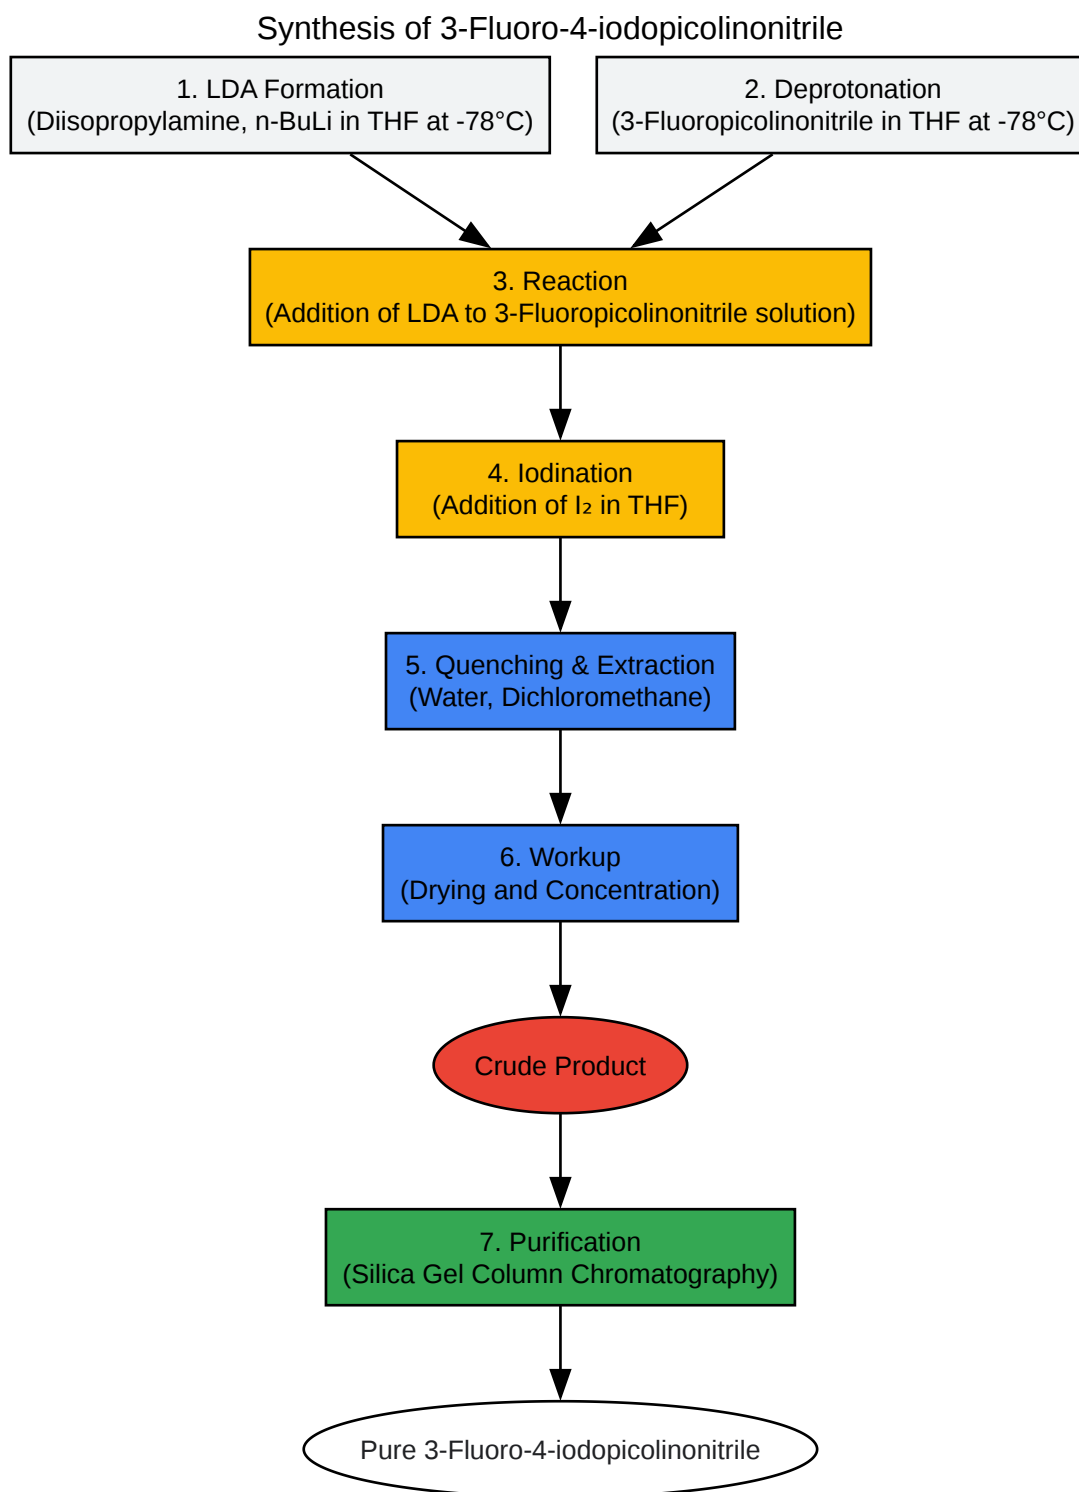 Synthesis of 3-Fluoro-4-iodopicolinonitrile
1. LDA Formation
(Diisopropylamine, n-BuLi in THF at -78°C)
2. Deprotonation
(3-Fluoropicolinonitrile in THF at -78°C)
3. Reaction
(Addition of LDA to 3-Fluoropicolinonitrile solution)
4. Iodination
(Addition of I₂ in THF)
5. Quenching & Extraction
(Water, Dichloromethane)
6. Workup
(Drying and Concentration)
Crude Product
7. Purification
(Silica Gel Column Chromatography)
Pure 3-Fluoro-4-iodopicolinonitrile